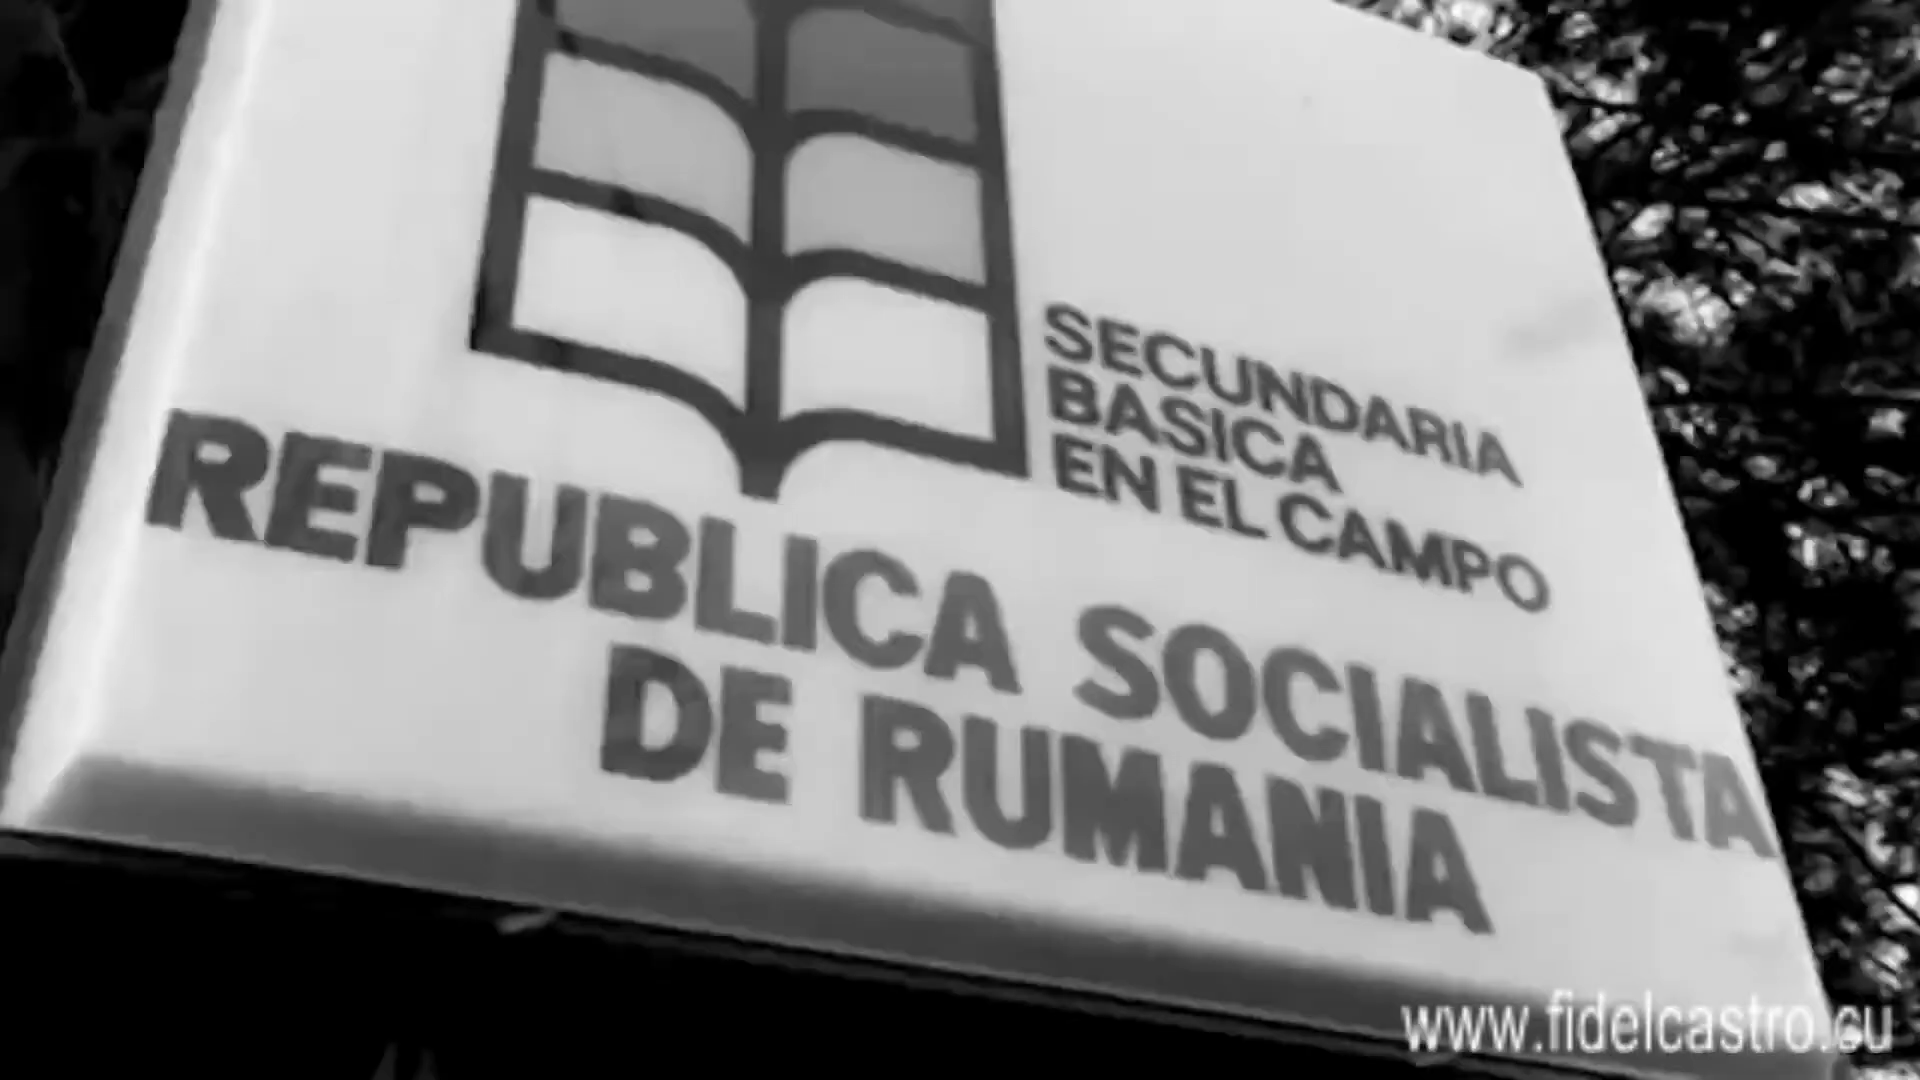 SECUNDARIA
BASICA
EN EL CAMPO
REPUBLICA SOCIALISTA
DE RUMANIA
www.fidelcastro.cu